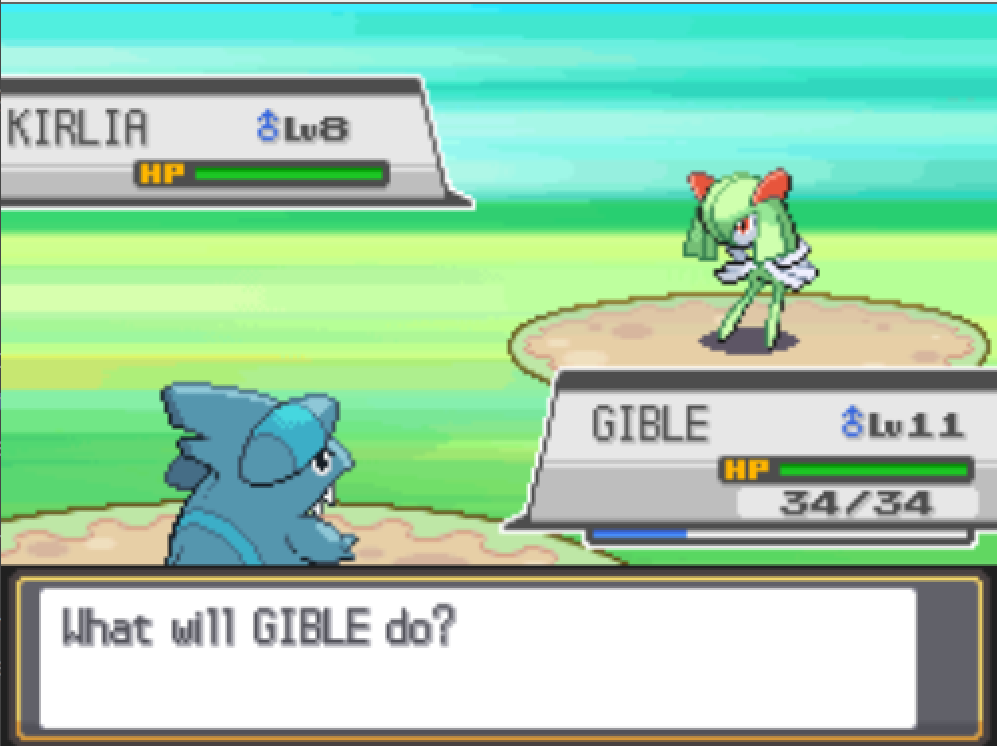 KIRLIA ♂Lv8
HP
GIBLE ♂Lv11
HP
34/34
What will GIBLE do?